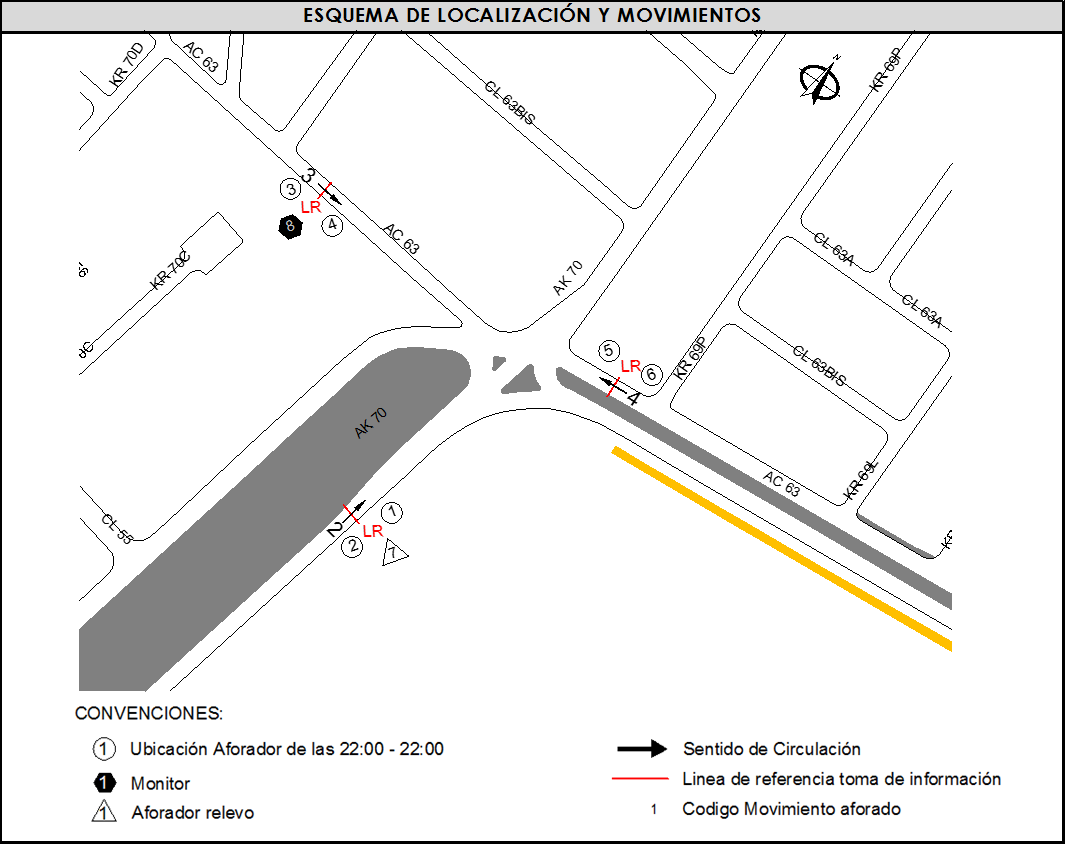 ESQUEMA DE LOCALIZACIÓN Y MOVIMIENTOS
KR 70D
AC 63
CL 63BIS
N
KR 69P
3
3
LR
8
4
AC 63
KR 70C
AK 70
CL 63A
CL 63A
5
LR
6
4
KR 69P
CL 63BIS
AK 70
AC 63
KR 69L
CL 55
1
2
LR
2
7
CONVENCIONES:
1 Ubicación Aforador de las 22:00 - 22:00
1 Monitor
1 Aforador relevo
Sentido de Circulación
Linea de referencia toma de información
1 Codigo Movimiento aforado